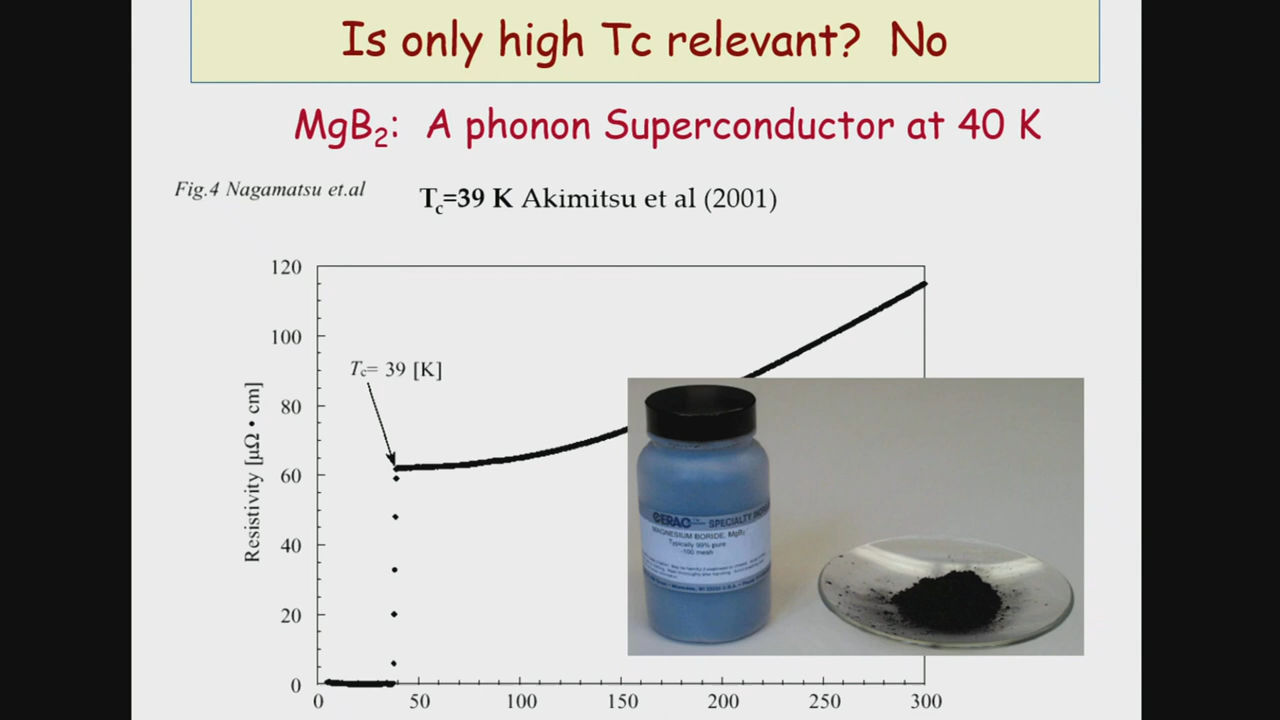 Is only high Tc relevant? No
MgB₂: A phonon Superconductor at 40 K
Fig.4 Nagamatsu et.al
Tc=39 K Akimitsu et al (2001)
120
100
80
60
40
20
0
Resistivity [μΩ • cm]
Tc= 39 [K]
0 50 100 150 200 250 300
CERAC SPECIALTY
MAGNESIUM BORIDE, MgB₂
Typically 99% pure
-100 mesh